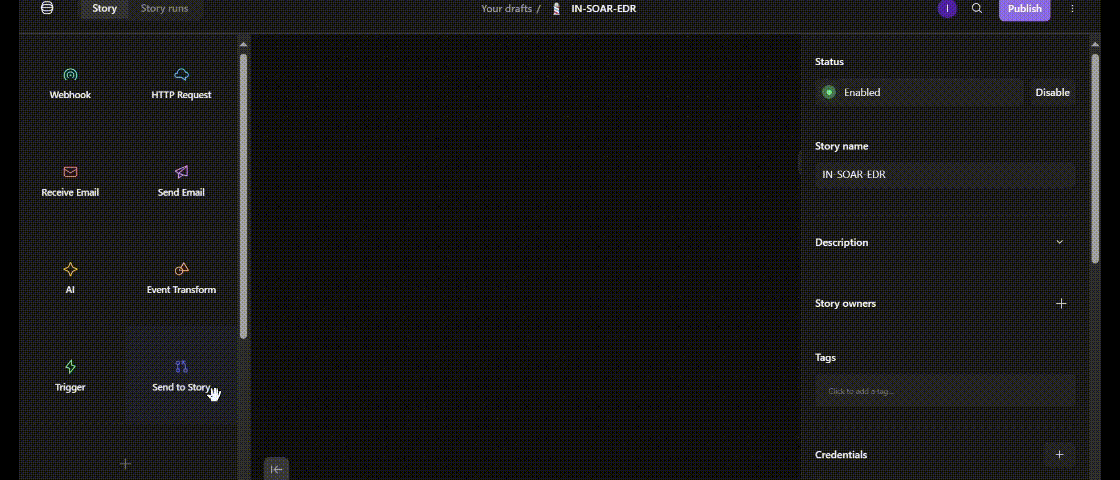 Story Story runs Your drafts / IN-SOAR-EDR I Publish
Webhook HTTP Request
Receive Email Send Email
AI Event Transform
Trigger Send to Story
Status
Enabled Disable
Story name
IN-SOAR-EDR
Description
Story owners
Tags
Click to add a tag...
Credentials